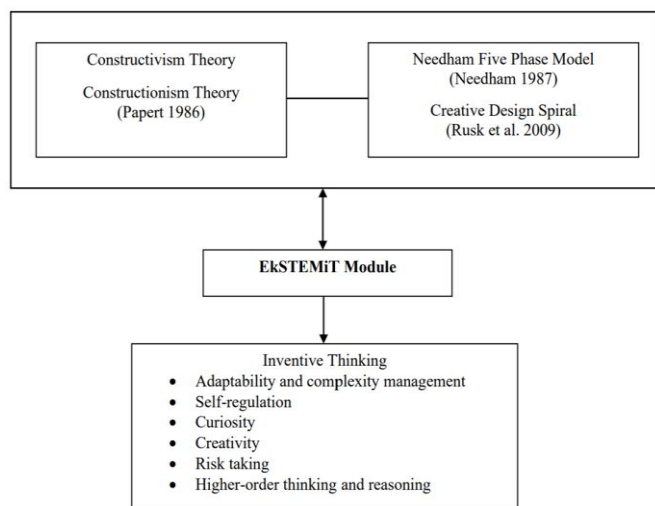 Constructivism Theory
Constructionism Theory
(Papert 1986)
Needham Five Phase Model
(Needham 1987)
Creative Design Spiral
(Rusk et al. 2009)
EkSTEMiT Module
Inventive Thinking
• Adaptability and complexity management
• Self-regulation
• Curiosity
• Creativity
• Risk taking
• Higher-order thinking and reasoning